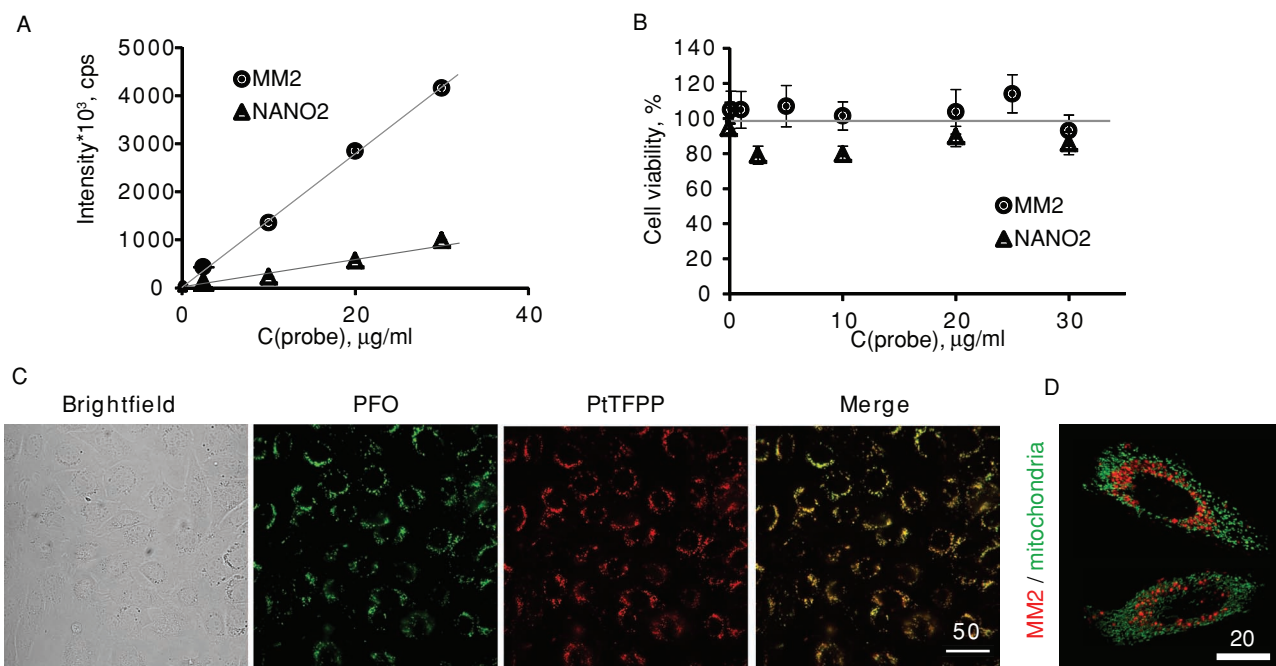 A
Intensity*10³, cps
5000
4000
3000
2000
1000
0
0 20 40
C(probe), μg/ml
MM2
NANO2
B
Cell viability, %
140
120
100
80
60
40
20
0
0 10 20 30
C(probe), μg/ml
MM2
NANO2
C
Brightfield PFO PtTFPP Merge
50
D
MM2 / mitochondria
20